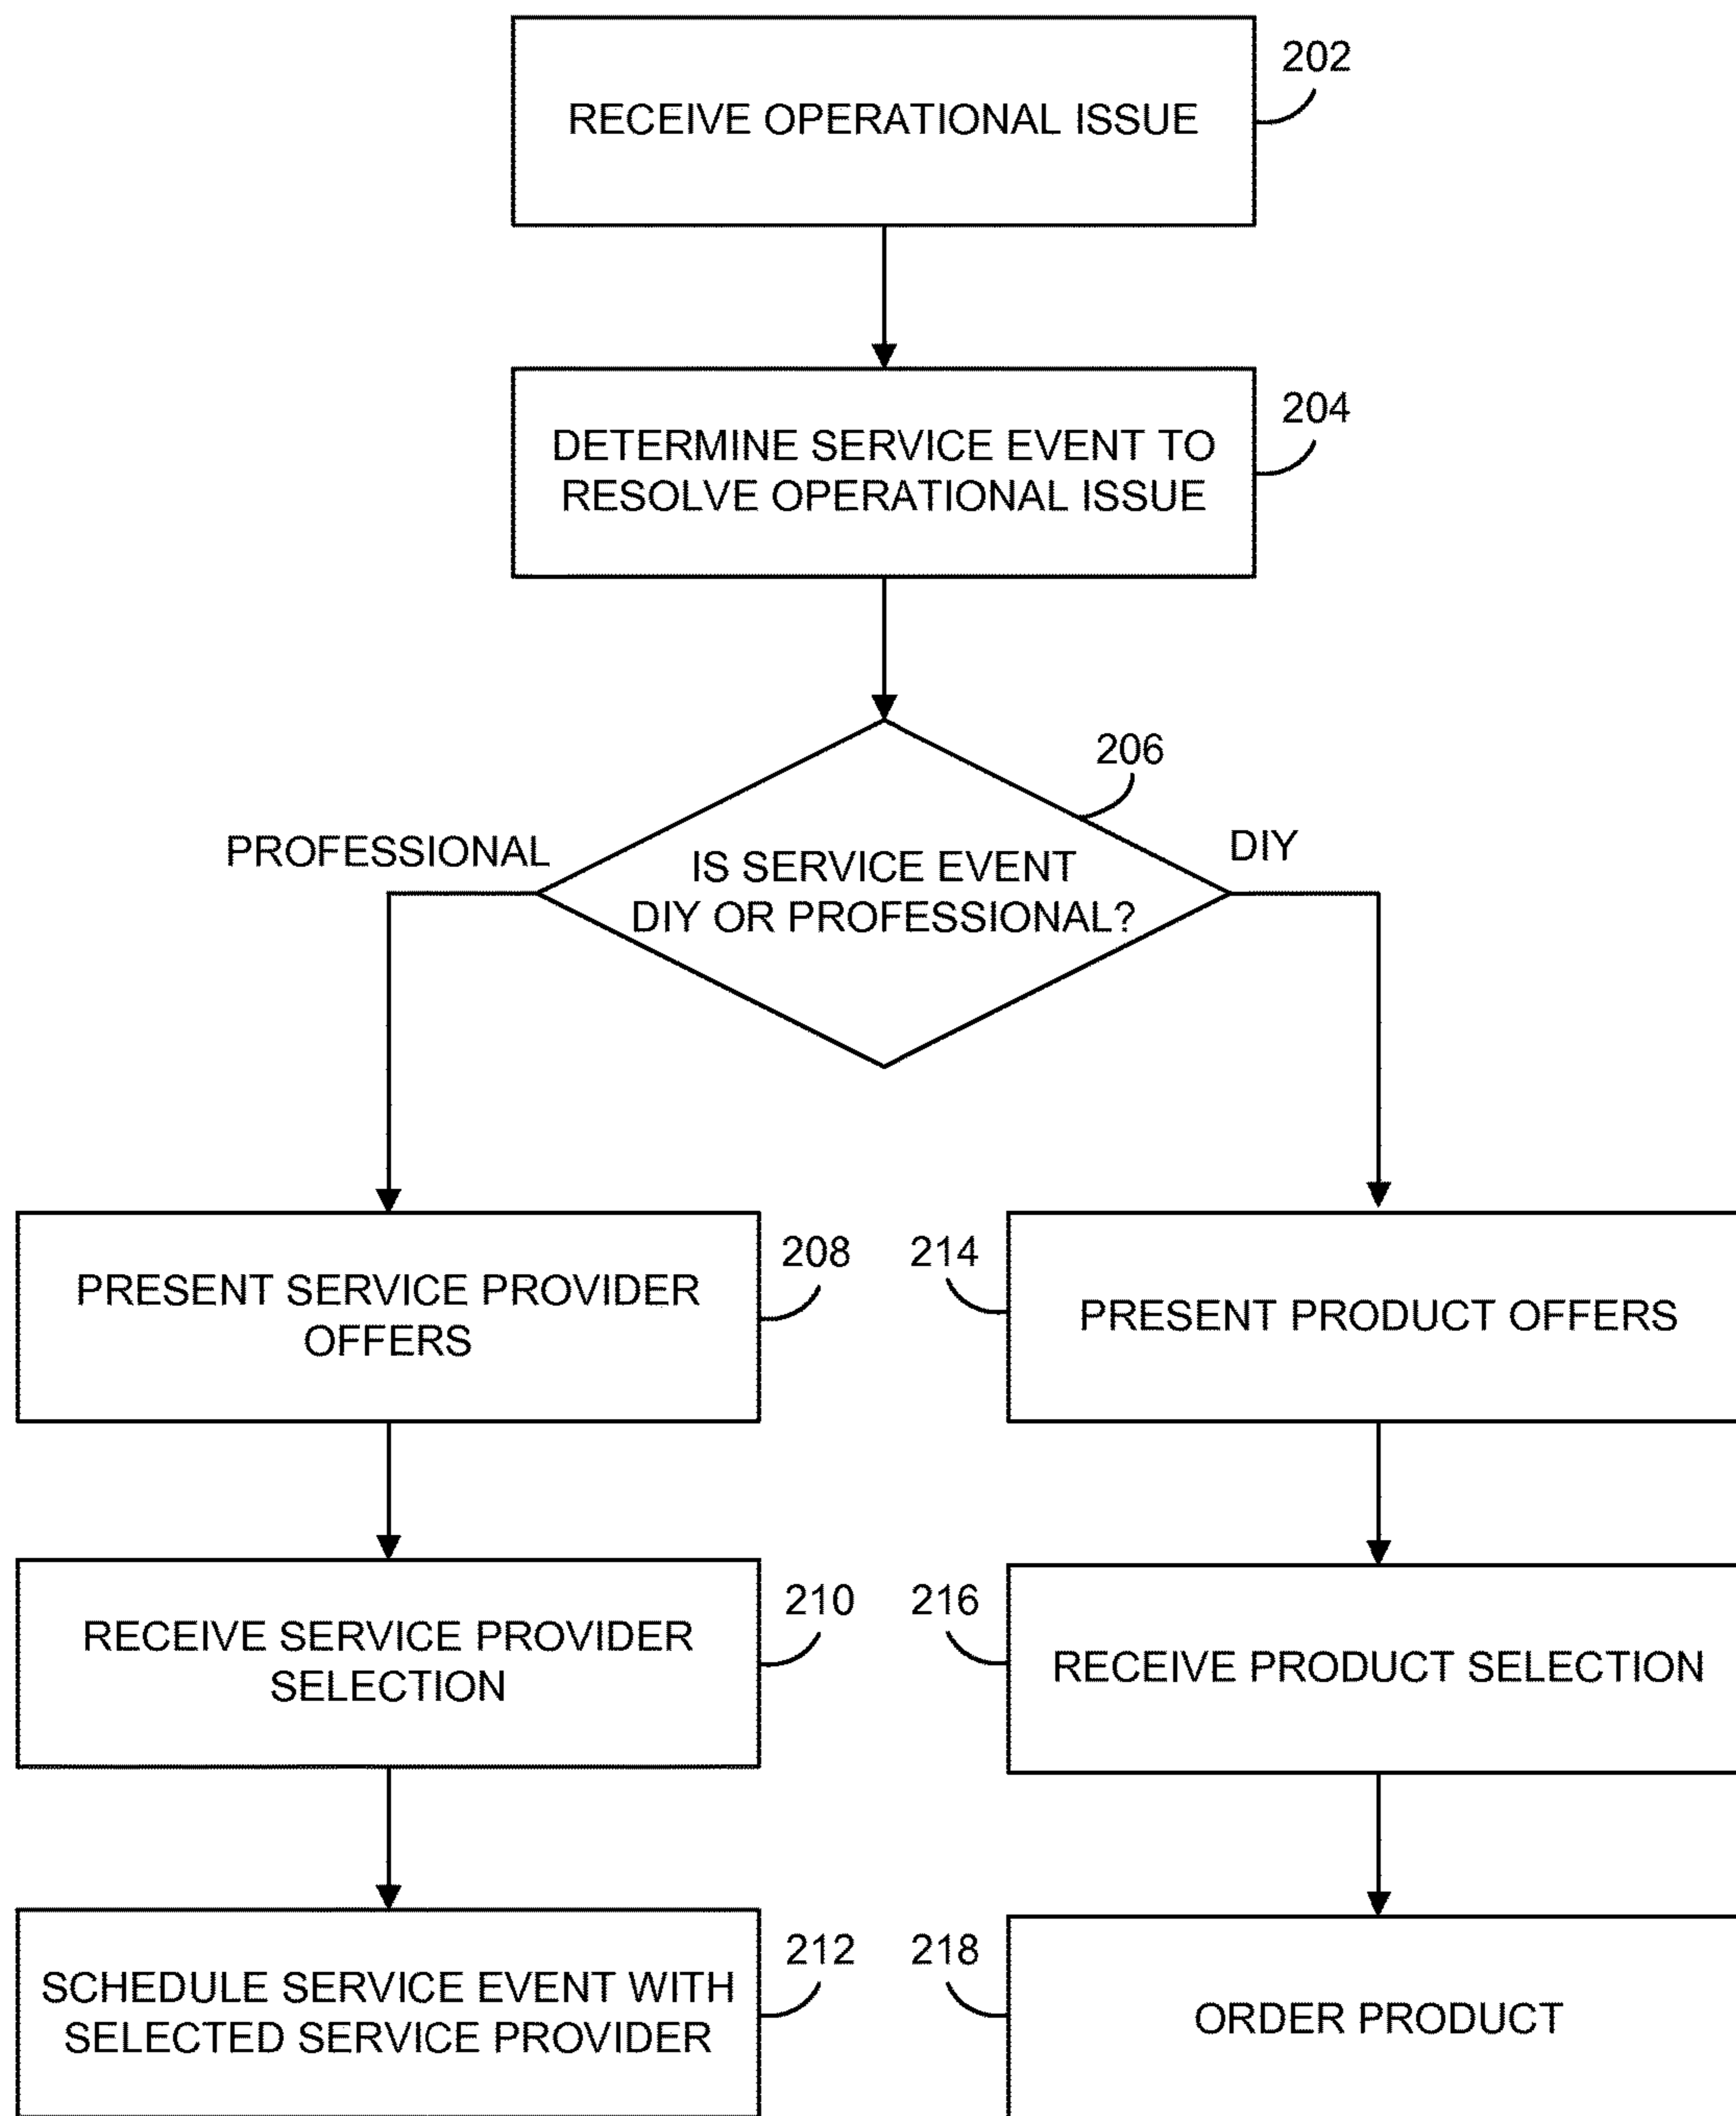 RECEIVE OPERATIONAL ISSUE
202
DETERMINE SERVICE EVENT TO
RESOLVE OPERATIONAL ISSUE
204
206
PROFESSIONAL
IS SERVICE EVENT
DIY OR PROFESSIONAL?
DIY
PRESENT SERVICE PROVIDER
OFFERS
208
214
PRESENT PRODUCT OFFERS
RECEIVE SERVICE PROVIDER
SELECTION
210
216
RECEIVE PRODUCT SELECTION
SCHEDULE SERVICE EVENT WITH
SELECTED SERVICE PROVIDER
212
218
ORDER PRODUCT